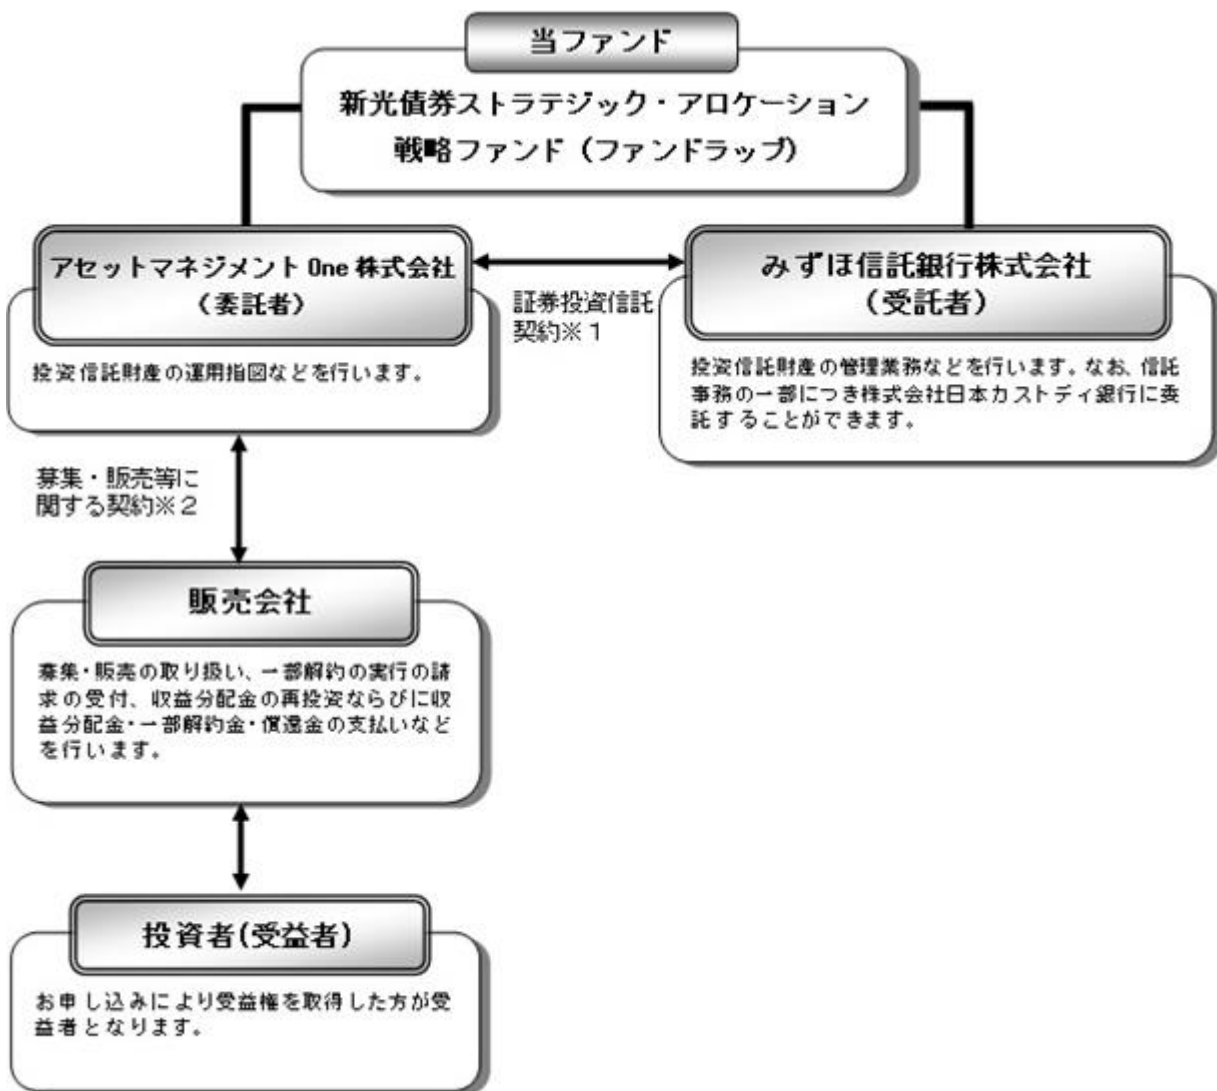 当ファンド
新光債券ストラテジック・アロケーション
戦略ファンド（ファンドラップ）
アセットマネジメント One 株式会社
（委託者）
投資信託財産の運用指図などを行います。
証券投資信託
契約※１
みずほ信託銀行株式会社
（受託者）
投資信託財産の管理業務などを行います。なお、信託
事務の一部につき株式会社日本カストディ銀行に委
託することができます。
募集・販売等に
関する契約※２
販売会社
募集・販売の取り扱い、一部解約の実行の請
求の受付、収益分配金の再投資ならびに収
益分配金・一部解約金・償還金の支払いなど
を行います。
投資者(受益者)
お申し込みにより受益権を取得した方が受
益者となります。